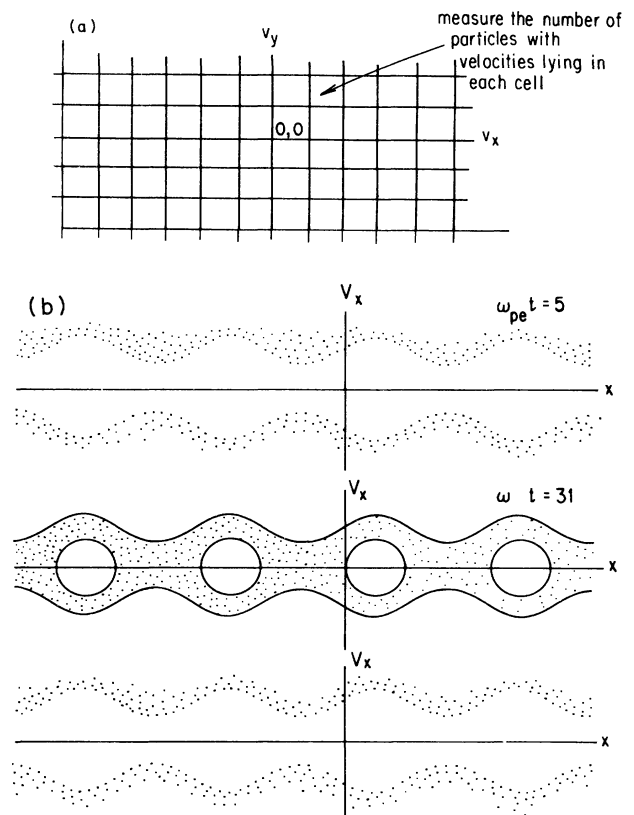 (a)
v_y
measure the number of
particles with
velocities lying in
each cell
0,0
v_x
(b)
V_x
ω_pe t = 5
x
V_x
ω t = 31
x
V_x
x